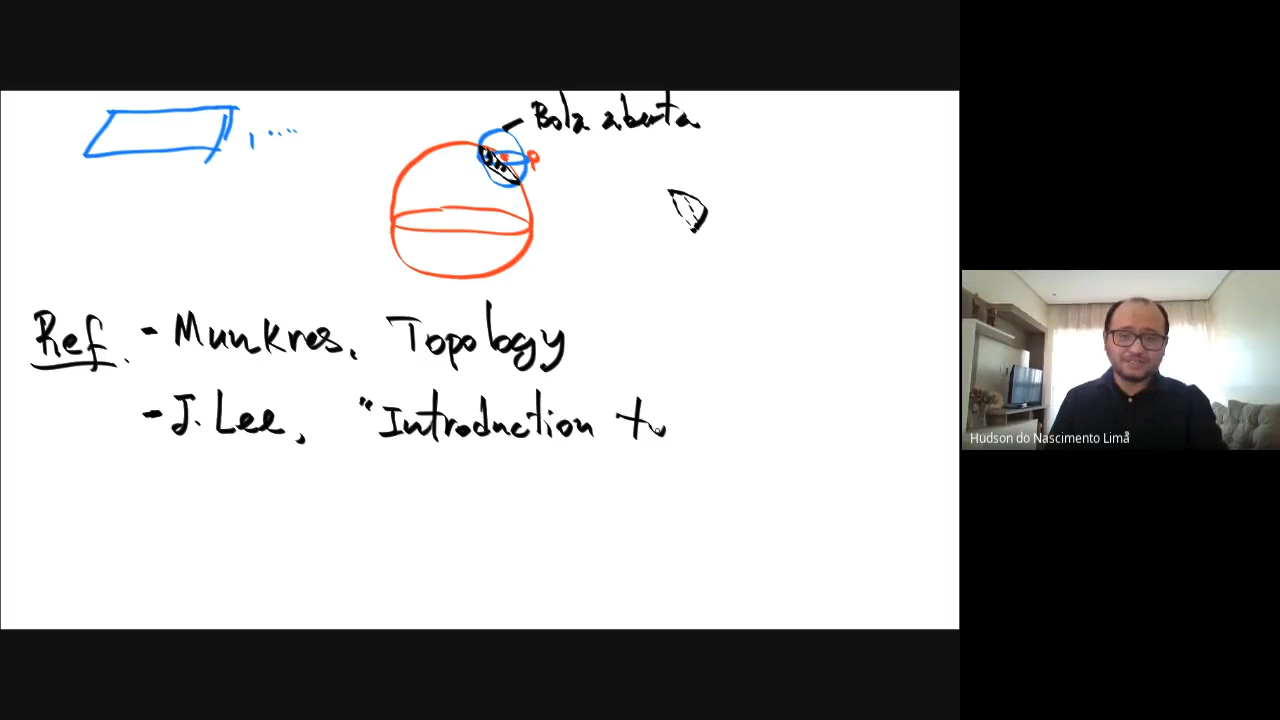 , ....
Bola aberta
p
Ref. - Munkres, Topology
- J. Lee, "Introduction to
Hudson do Nascimento Lima